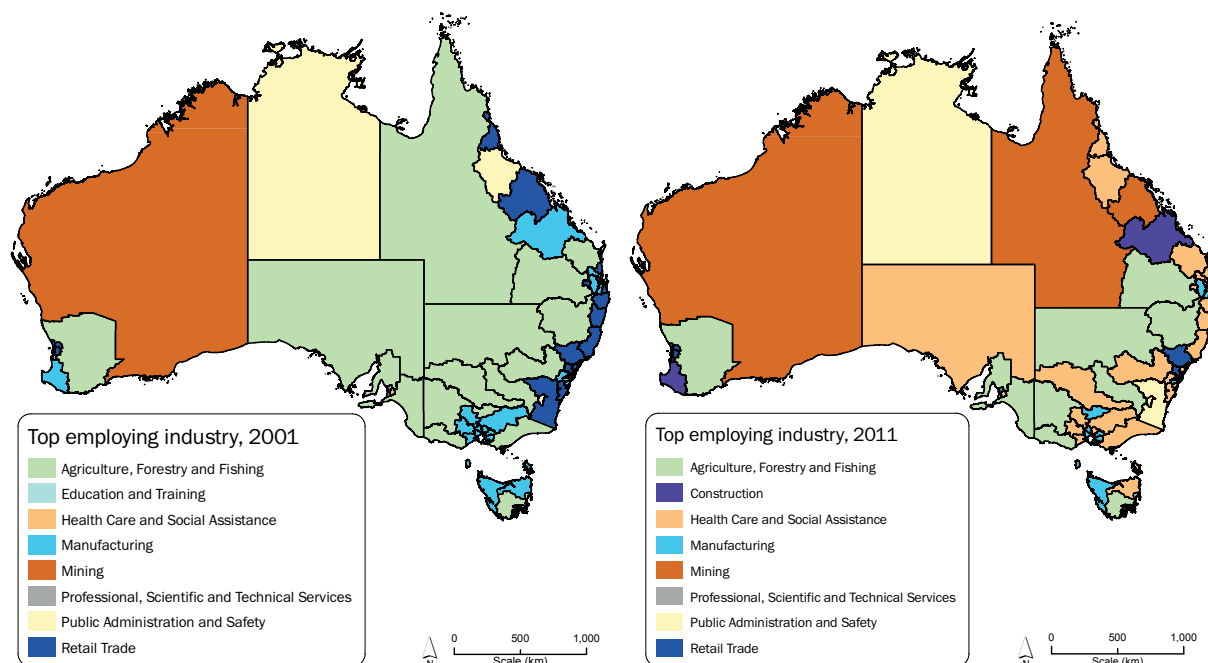 Top employing industry, 2001
Agriculture, Forestry and Fishing
Education and Training
Health Care and Social Assistance
Manufacturing
Mining
Professional, Scientific and Technical Services
Public Administration and Safety
Retail Trade
N
0 500 1,000
Scale (km)
Top employing industry, 2011
Agriculture, Forestry and Fishing
Construction
Health Care and Social Assistance
Manufacturing
Mining
Professional, Scientific and Technical Services
Public Administration and Safety
Retail Trade
N
0 500 1,000
Scale (km)